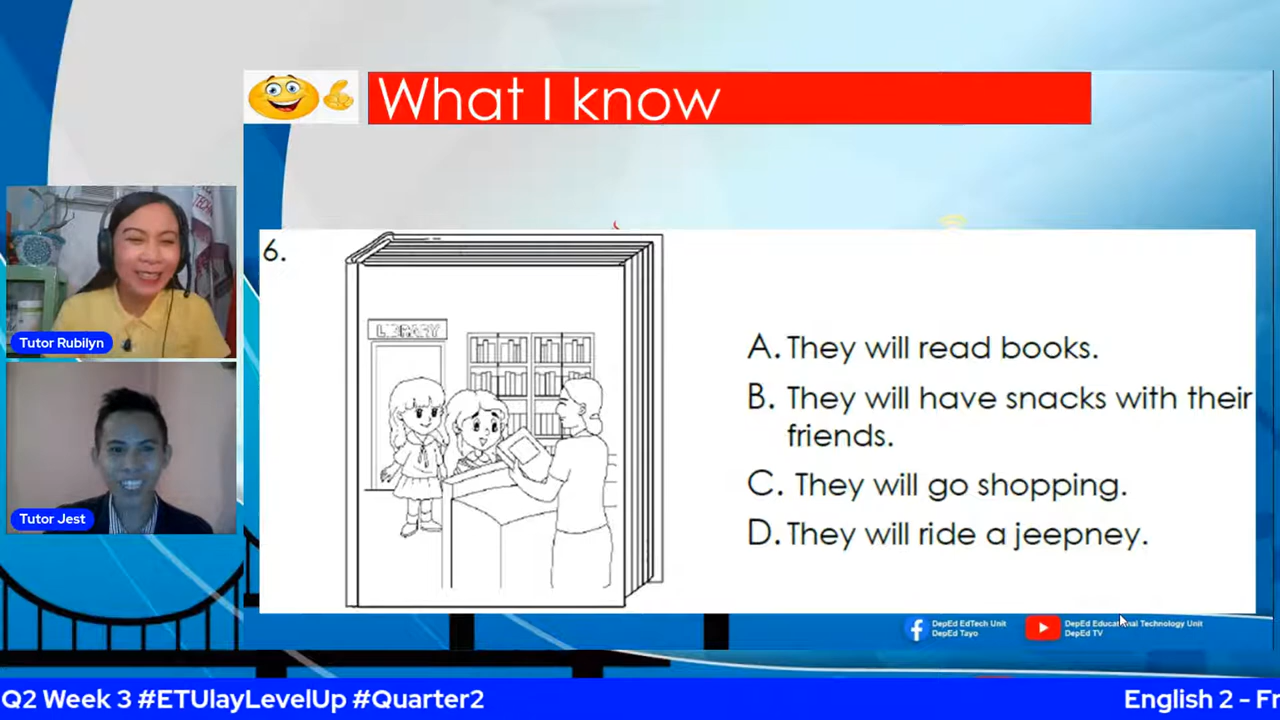 What I know
6.
LIBRARY
A. They will read books.
B. They will have snacks with their
friends.
C. They will go shopping.
D. They will ride a jeepney.
Tutor Rubilyn
Tutor Jest
DepEd EdTech Unit
DepEd Tayo
DepEd Educational Technology Unit
DepEd TV
Q2 Week 3 #ETUlayLevelUp #Quarter2
English 2 - Fr